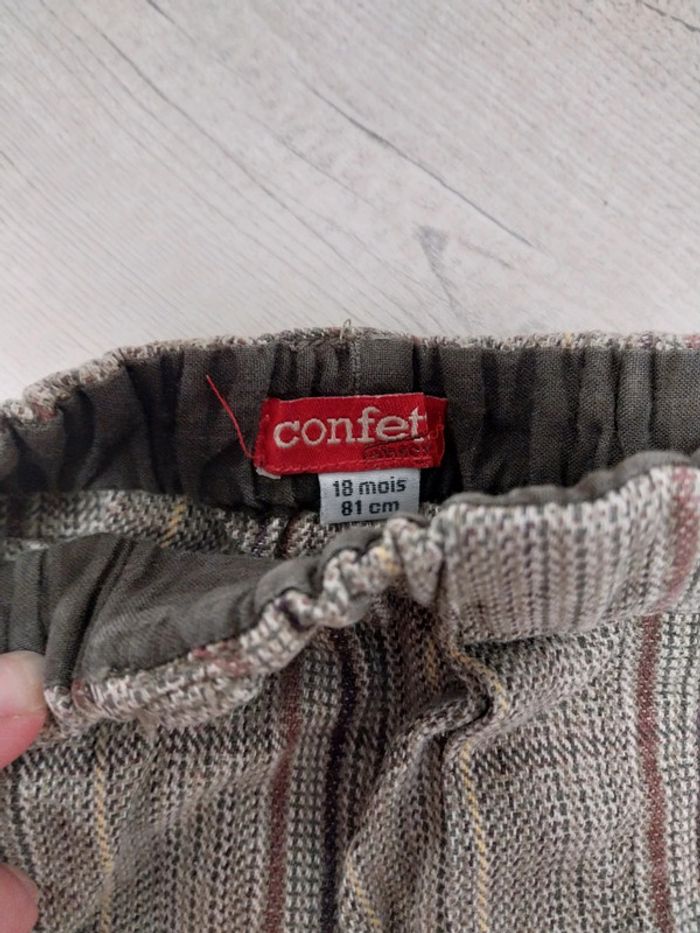 confet
18 mois
81 cm